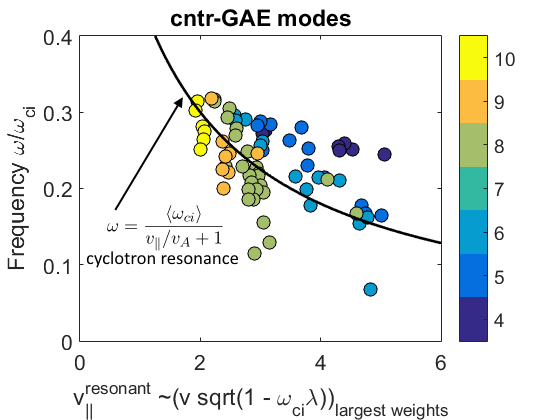 cntr-GAE modes
Frequency ω/ω_ci
0.4
0.3
0.2
0.1
0
0 2 4 6
ω = ⟨ω_ci⟩ / (v_∥/v_A + 1)
cyclotron resonance
v_∥^resonant ~(v sqrt(1 - ω_ci λ))_largest weights
10
9
8
7
6
5
4